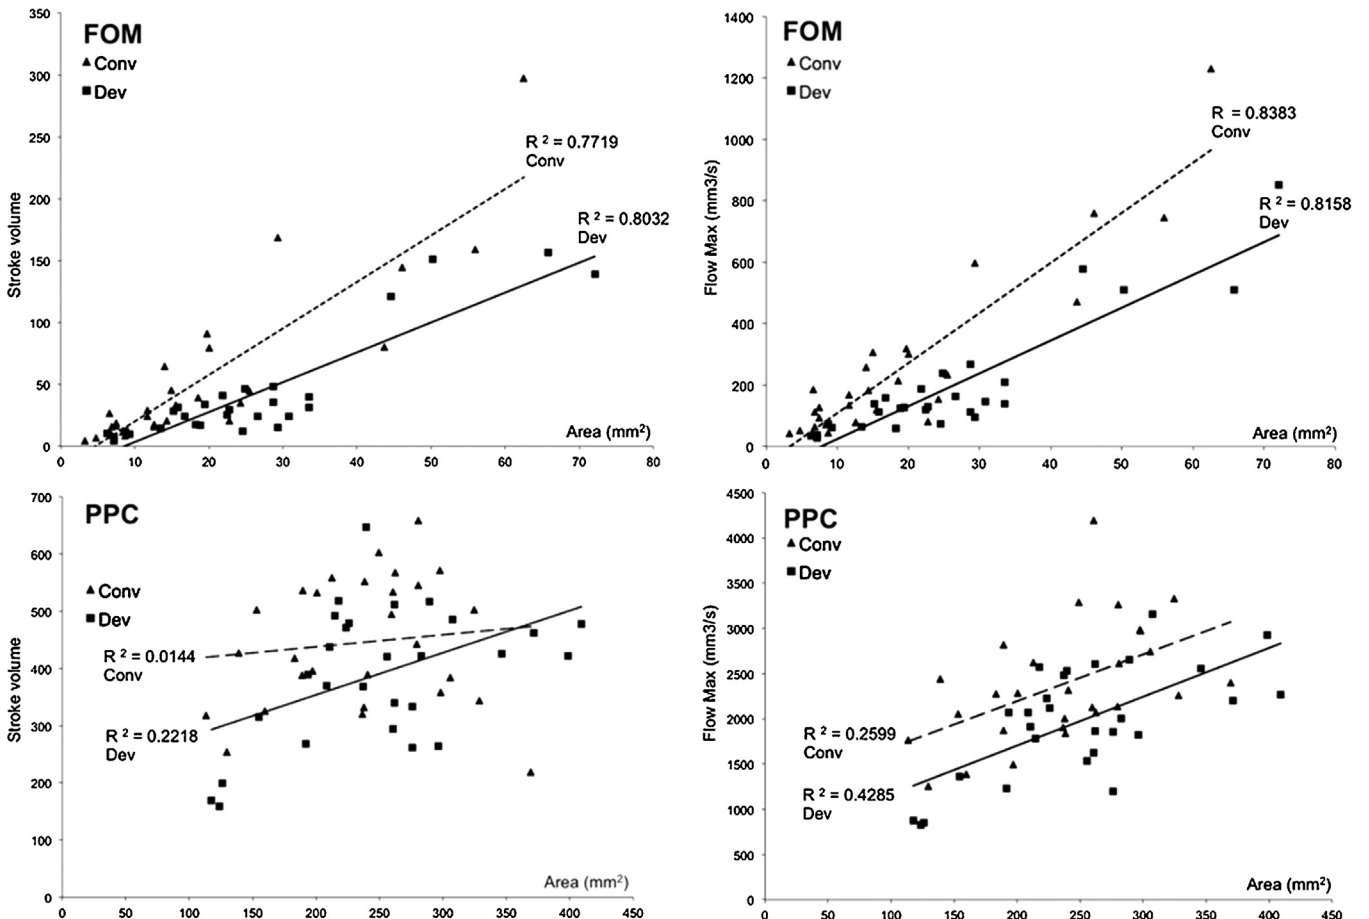 FOM
Conv
Dev
350
300
250
200
150
100
50
0
Stroke volume
R² = 0.7719
Conv
R² = 0.8032
Dev
Area (mm²)
0 10 20 30 40 50 60 70 80
FOM
Conv
Dev
1400
1200
1000
800
600
400
200
0
Flow Max (mm3/s)
R = 0.8383
Conv
R² = 0.8158
Dev
Area (mm²)
0 10 20 30 40 50 60 70 80
PPC
Conv
Dev
700
600
500
400
300
200
100
0
Stroke volume
R² = 0.0144
Conv
R² = 0.2218
Dev
Area (mm²)
0 50 100 150 200 250 300 350 400 450
PPC
Conv
Dev
4500
4000
3500
3000
2500
2000
1500
1000
500
0
Flow Max (mm3/s)
R² = 0.2599
Conv
R² = 0.4285
Dev
Area (mm²)
0 50 100 150 200 250 300 350 400 450